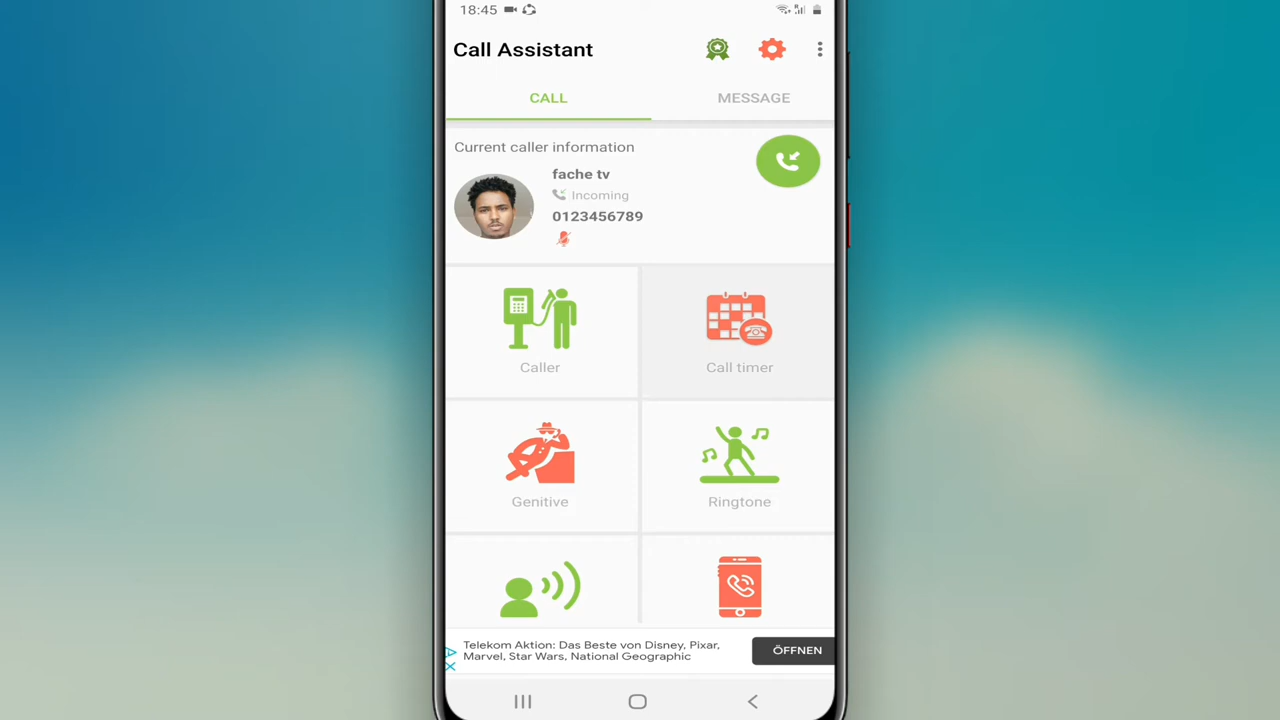 18:45
Call Assistant
CALL MESSAGE
Current caller information
fache tv
Incoming
0123456789
Caller Call timer
Genitive Ringtone
Telekom Aktion: Das Beste von Disney, Pixar,
Marvel, Star Wars, National Geographic
ÖFFNEN